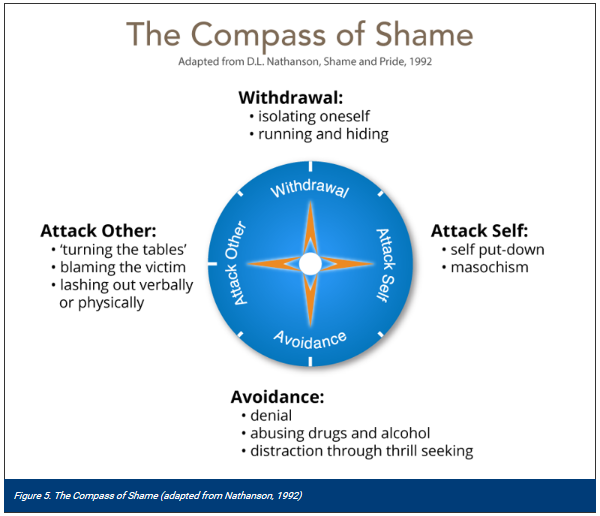 The Compass of Shame
Adapted from D.L. Nathanson, Shame and Pride, 1992
Withdrawal:
• isolating oneself
• running and hiding
Attack Other:
• ‘turning the tables’
• blaming the victim
• lashing out verbally
or physically
Withdrawal
Attack Other
Attack Self
Avoidance
Attack Self:
• self put-down
• masochism
Avoidance:
• denial
• abusing drugs and alcohol
• distraction through thrill seeking
Figure 5. The Compass of Shame (adapted from Nathanson, 1992)